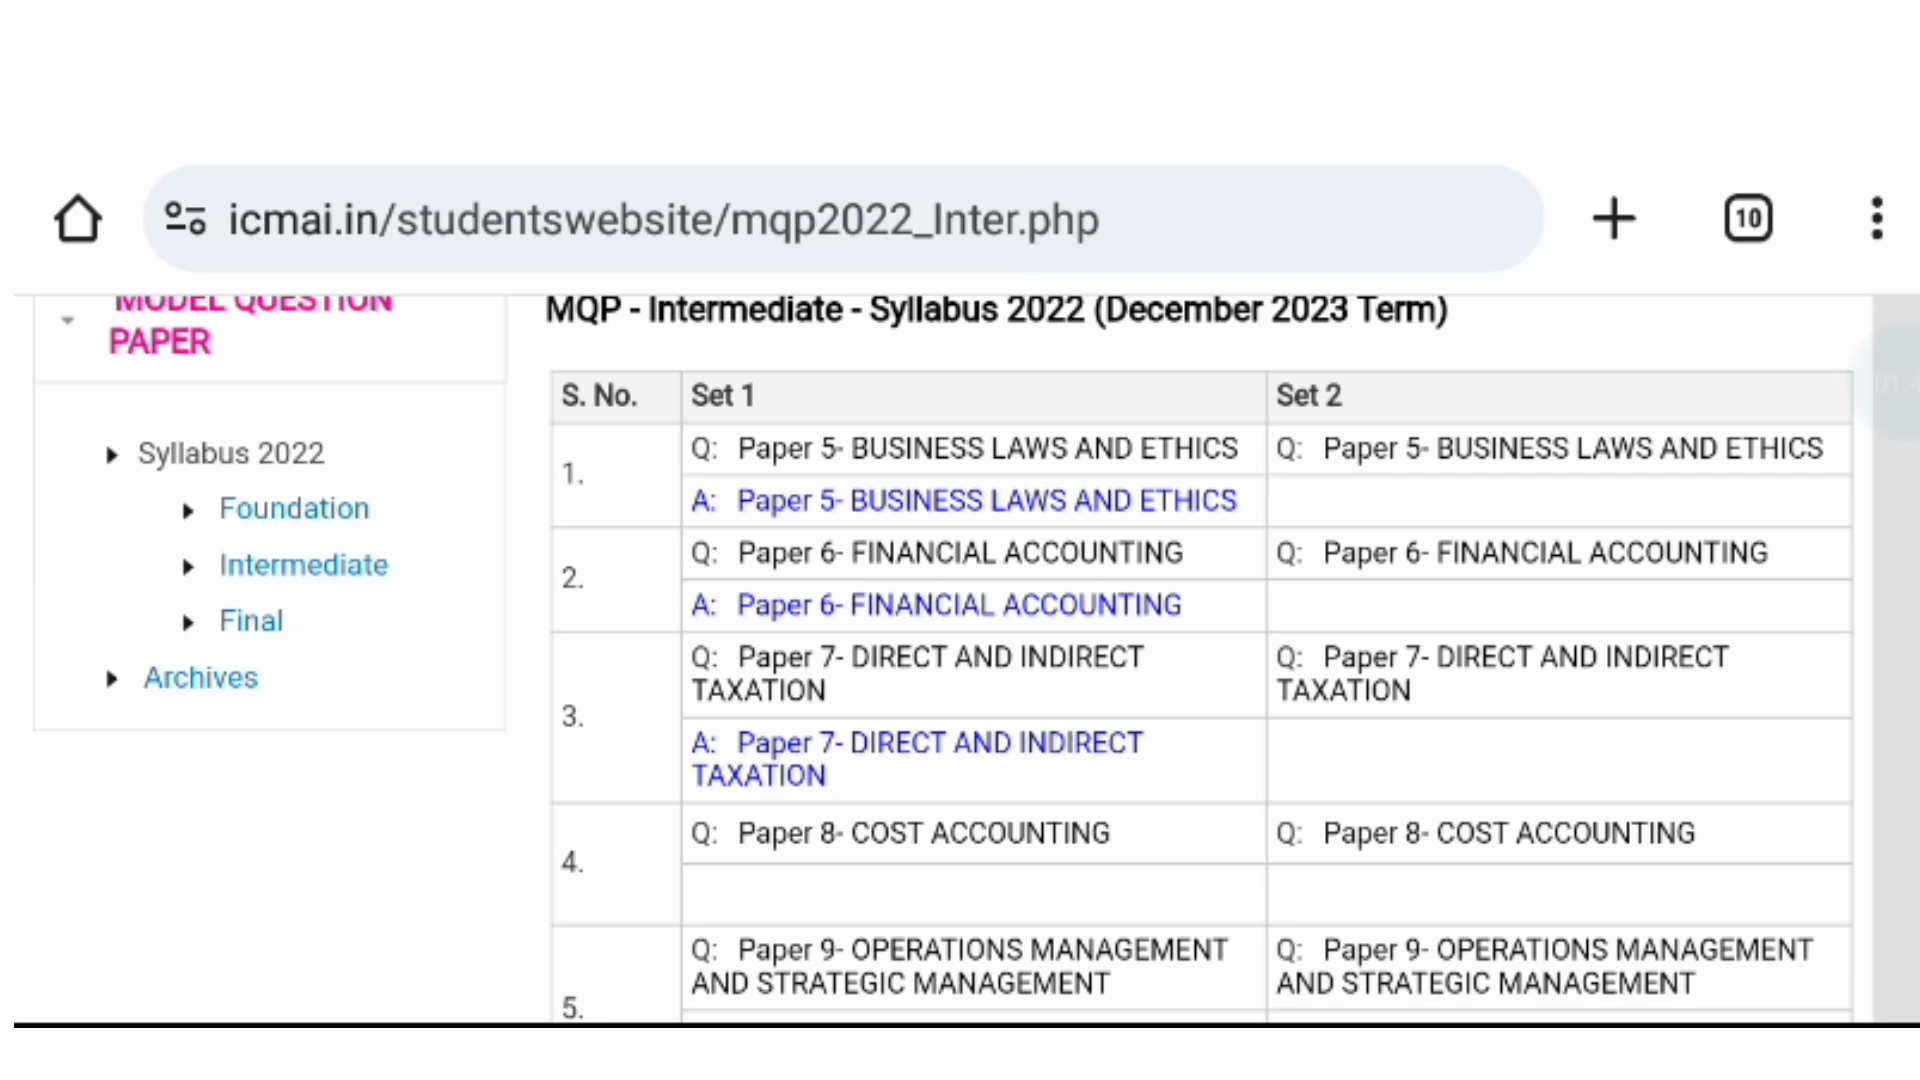 icmai.in/studentswebsite/mqp2022_Inter.php
10
MODEL QUESTION
PAPER
Syllabus 2022
Foundation
Intermediate
Final
Archives
MQP - Intermediate - Syllabus 2022 (December 2023 Term)
S. No. Set 1 Set 2
1.
Q: Paper 5- BUSINESS LAWS AND ETHICS
Q: Paper 5- BUSINESS LAWS AND ETHICS
A: Paper 5- BUSINESS LAWS AND ETHICS
2.
Q: Paper 6- FINANCIAL ACCOUNTING
Q: Paper 6- FINANCIAL ACCOUNTING
A: Paper 6- FINANCIAL ACCOUNTING
3.
Q: Paper 7- DIRECT AND INDIRECT
TAXATION
Q: Paper 7- DIRECT AND INDIRECT
TAXATION
A: Paper 7- DIRECT AND INDIRECT
TAXATION
4.
Q: Paper 8- COST ACCOUNTING
Q: Paper 8- COST ACCOUNTING
5.
Q: Paper 9- OPERATIONS MANAGEMENT
AND STRATEGIC MANAGEMENT
Q: Paper 9- OPERATIONS MANAGEMENT
AND STRATEGIC MANAGEMENT